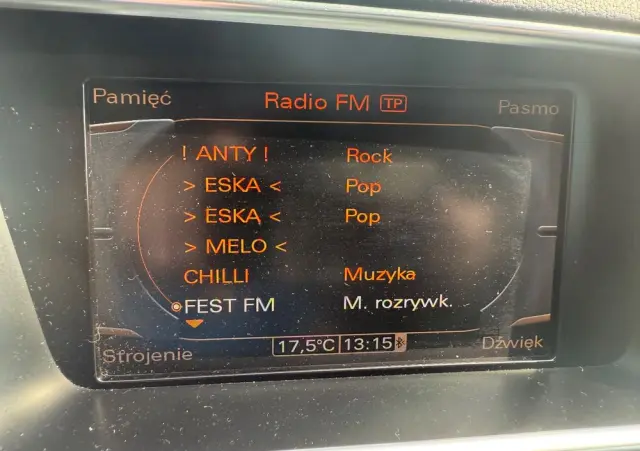 Pamięć Radio FM TP Pasmo
! ANTY ! Rock
> ESKA < Pop
> ESKA < Pop
> MELO <
CHILLI Muzyka
FEST FM M. rozrywk.
Strojenie 17,5°C 13:15 Dźwięk